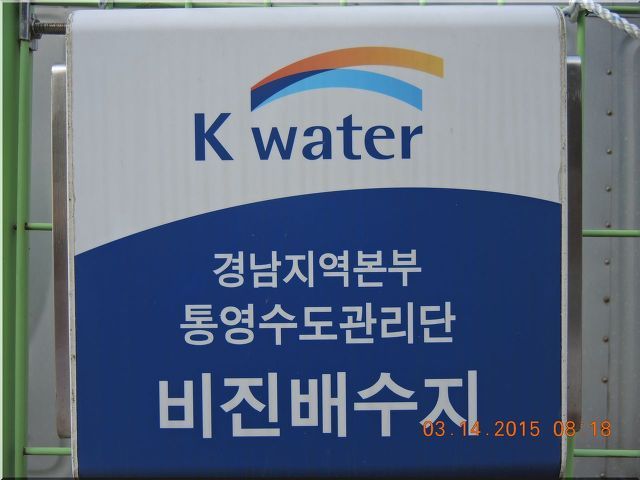 K water
경남지역본부
통영수도관리단
비진배수지
03.14.2015 08 18